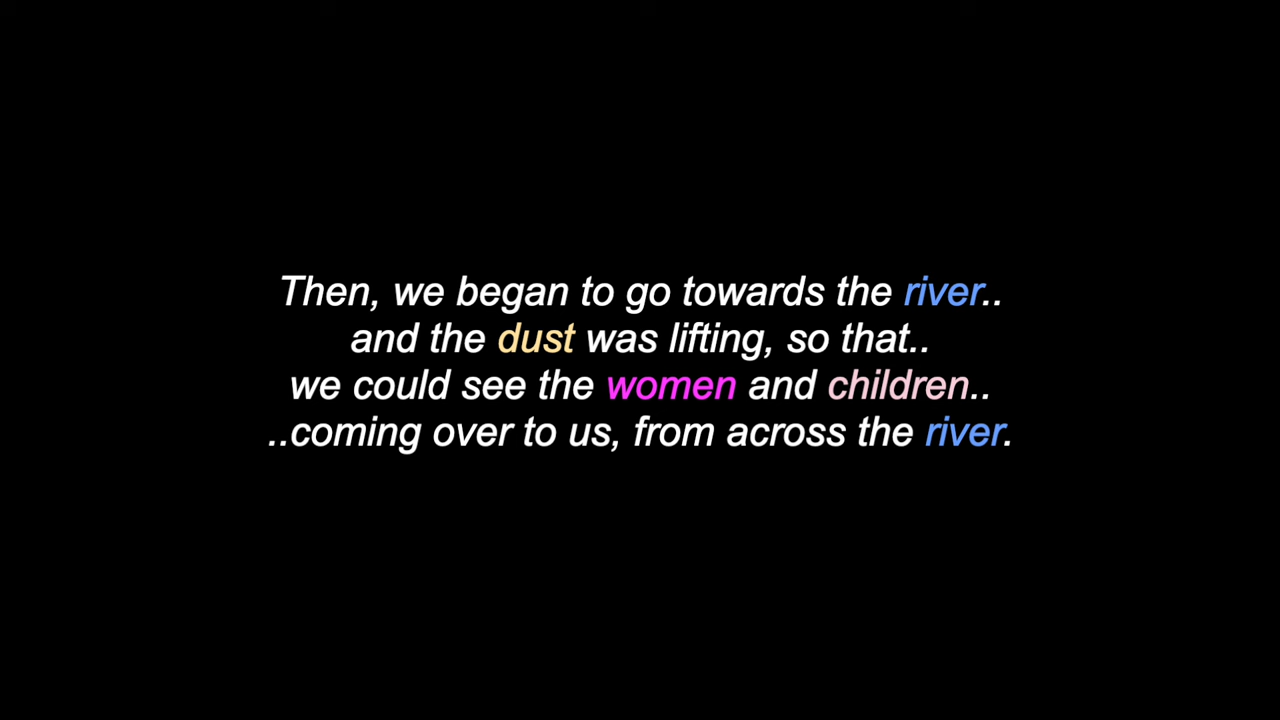 Then, we began to go towards the river..
and the dust was lifting, so that..
we could see the women and children..
..coming over to us, from across the river.